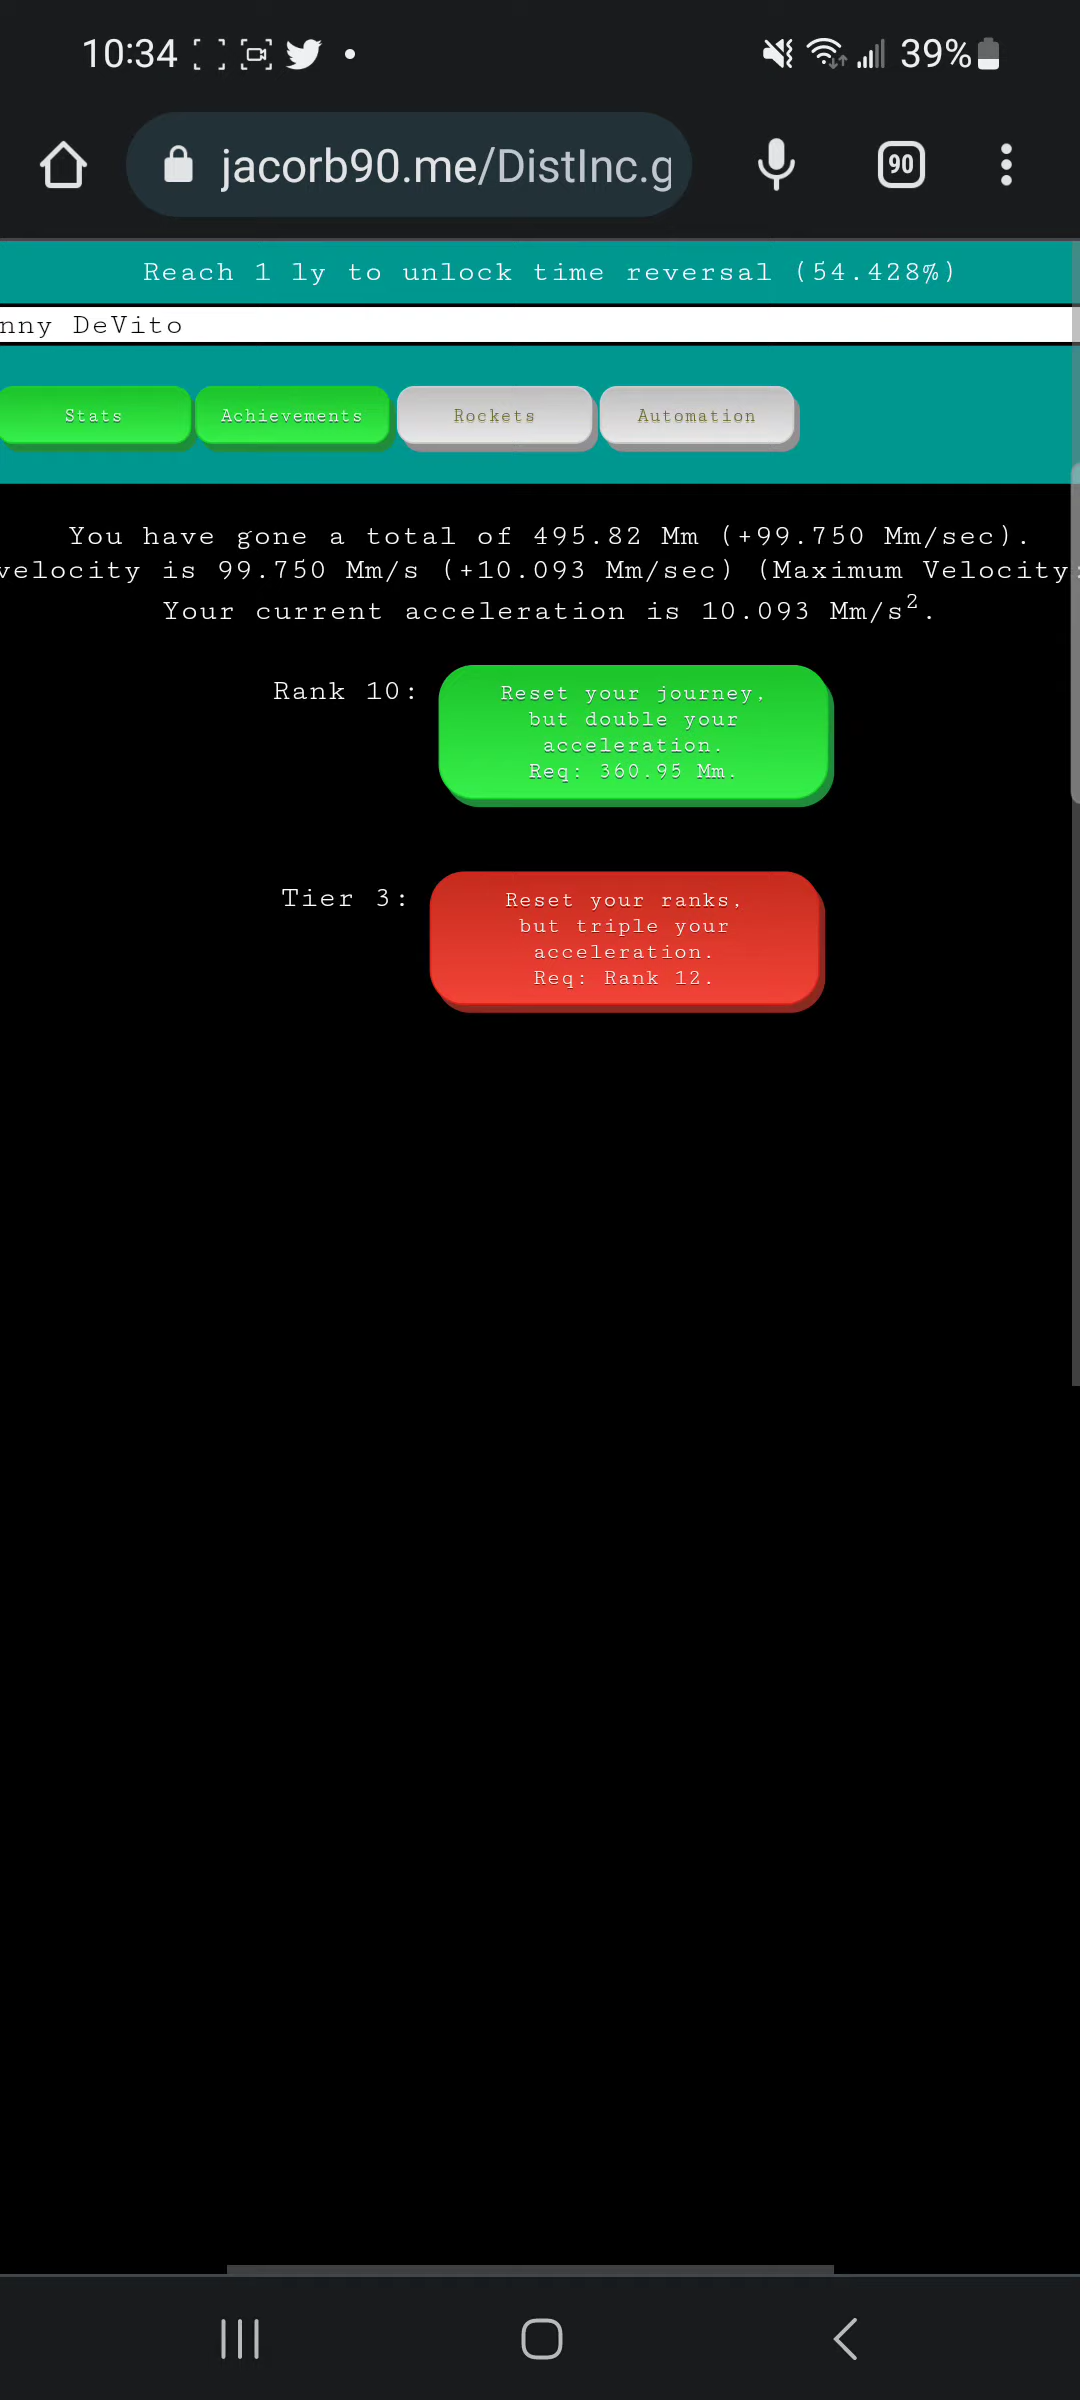 10:34
39%
jacorb90.me/DistInc.g
90
Reach 1 ly to unlock time reversal (54.428%)
nny DeVito
Stats Achievements Rockets Automation
You have gone a total of 495.82 Mm (+99.750 Mm/sec).
velocity is 99.750 Mm/s (+10.093 Mm/sec) (Maximum Velocity:
Your current acceleration is 10.093 Mm/s².
Rank 10:
Reset your journey,
but double your
acceleration.
Req: 360.95 Mm.
Tier 3:
Reset your ranks,
but triple your
acceleration.
Req: Rank 12.